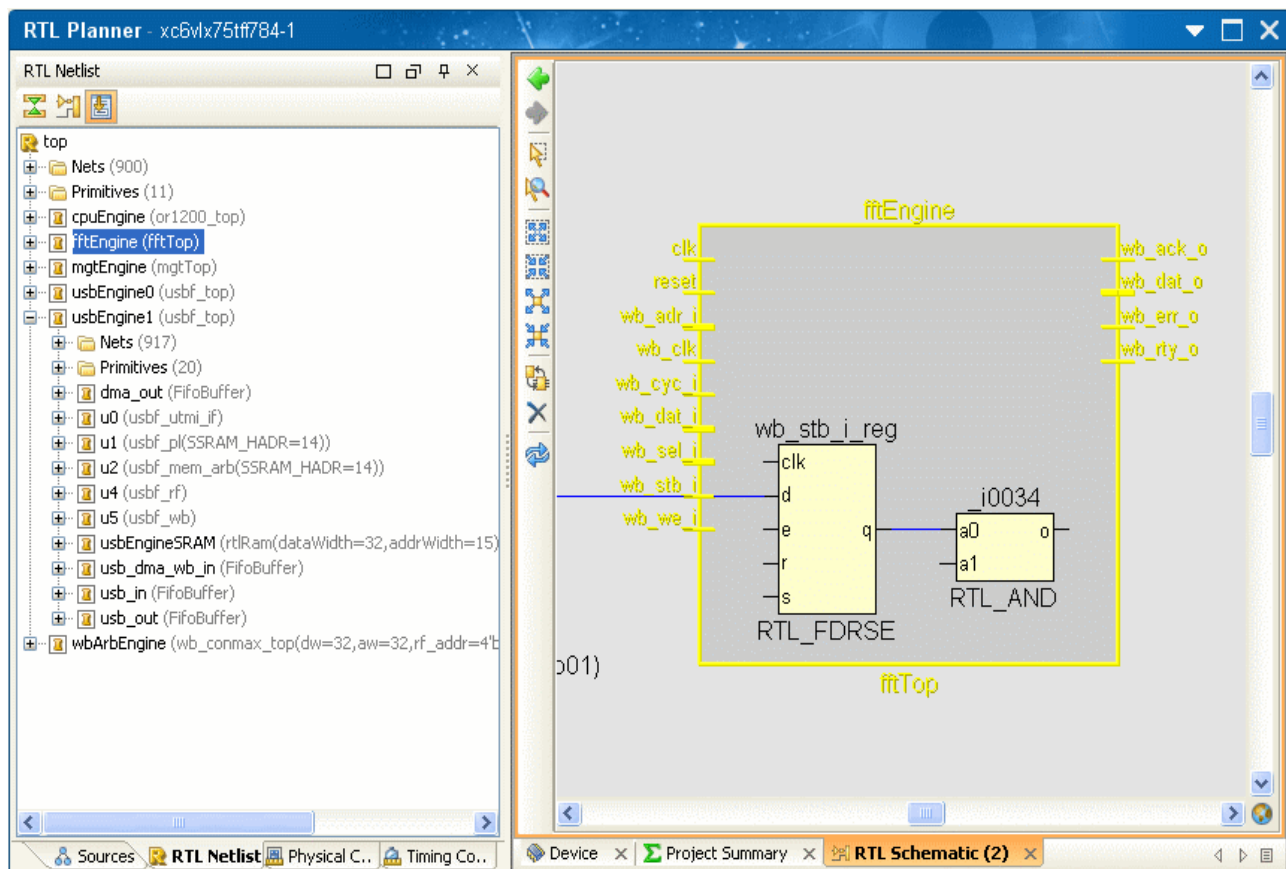 RTL Planner - xc6vlx75tff784-1
RTL Netlist
top
Nets (900)
Primitives (11)
cpuEngine (or1200_top)
fftEngine (fftTop)
mgtEngine (mgtTop)
usbEngine0 (usbf_top)
usbEngine1 (usbf_top)
Nets (917)
Primitives (20)
dma_out (FifoBuffer)
u0 (usbf_utmi_if)
u1 (usbf_pl(SSRAM_HADR=14))
u2 (usbf_mem_arb(SSRAM_HADR=14))
u4 (usbf_rf)
u5 (usbf_wb)
usbEngineSRAM (rtlRam(dataWidth=32,addrWidth=15)
usb_dma_wb_in (FifoBuffer)
usb_in (FifoBuffer)
usb_out (FifoBuffer)
wbArbEngine (wb_conmax_top(dw=32,aw=32,rf_addr=4'b
Sources RTL Netlist Physical C.. Timing Co..
fftEngine
clk wb_ack_o
reset wb_dat_o
wb_adr_i wb_err_o
wb_clk wb_rty_o
wb_cyc_i
wb_dat_i
wb_sel_i
wb_stb_i
wb_we_i
wb_stb_i_reg
clk
d
e q
r
s
RTL_FDRSE
_i0034
a0 o
a1
RTL_AND
b01)
fftTop
Device Project Summary RTL Schematic (2)